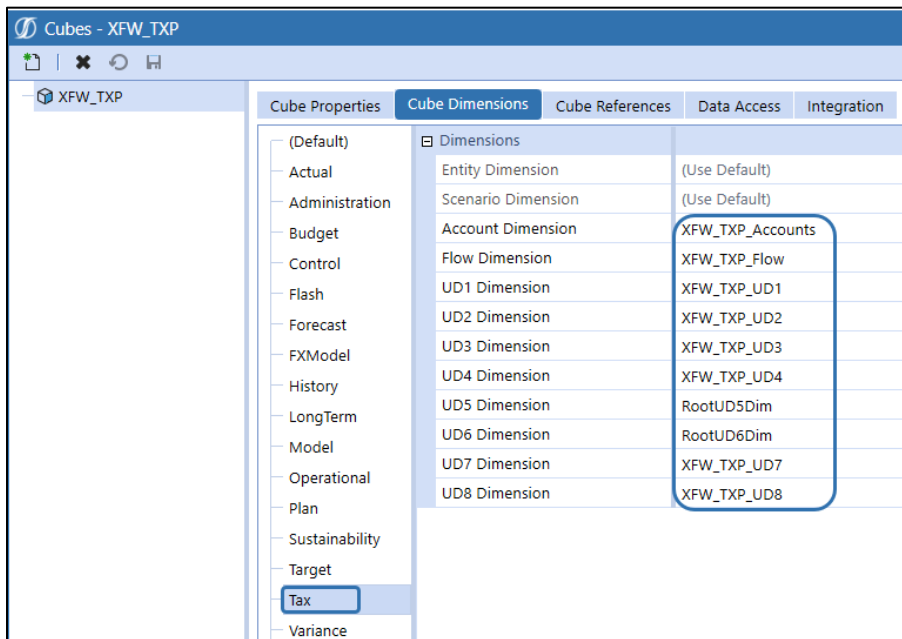 Cubes - XFW_TXP
XFW_TXP
Cube Properties
Cube Dimensions
Cube References
Data Access
Integration
(Default)
Actual
Administration
Budget
Control
Flash
Forecast
FXModel
History
LongTerm
Model
Operational
Plan
Sustainability
Target
Tax
Variance
Dimensions
Entity Dimension (Use Default)
Scenario Dimension (Use Default)
Account Dimension XFW_TXP_Accounts
Flow Dimension XFW_TXP_Flow
UD1 Dimension XFW_TXP_UD1
UD2 Dimension XFW_TXP_UD2
UD3 Dimension XFW_TXP_UD3
UD4 Dimension XFW_TXP_UD4
UD5 Dimension RootUD5Dim
UD6 Dimension RootUD6Dim
UD7 Dimension XFW_TXP_UD7
UD8 Dimension XFW_TXP_UD8